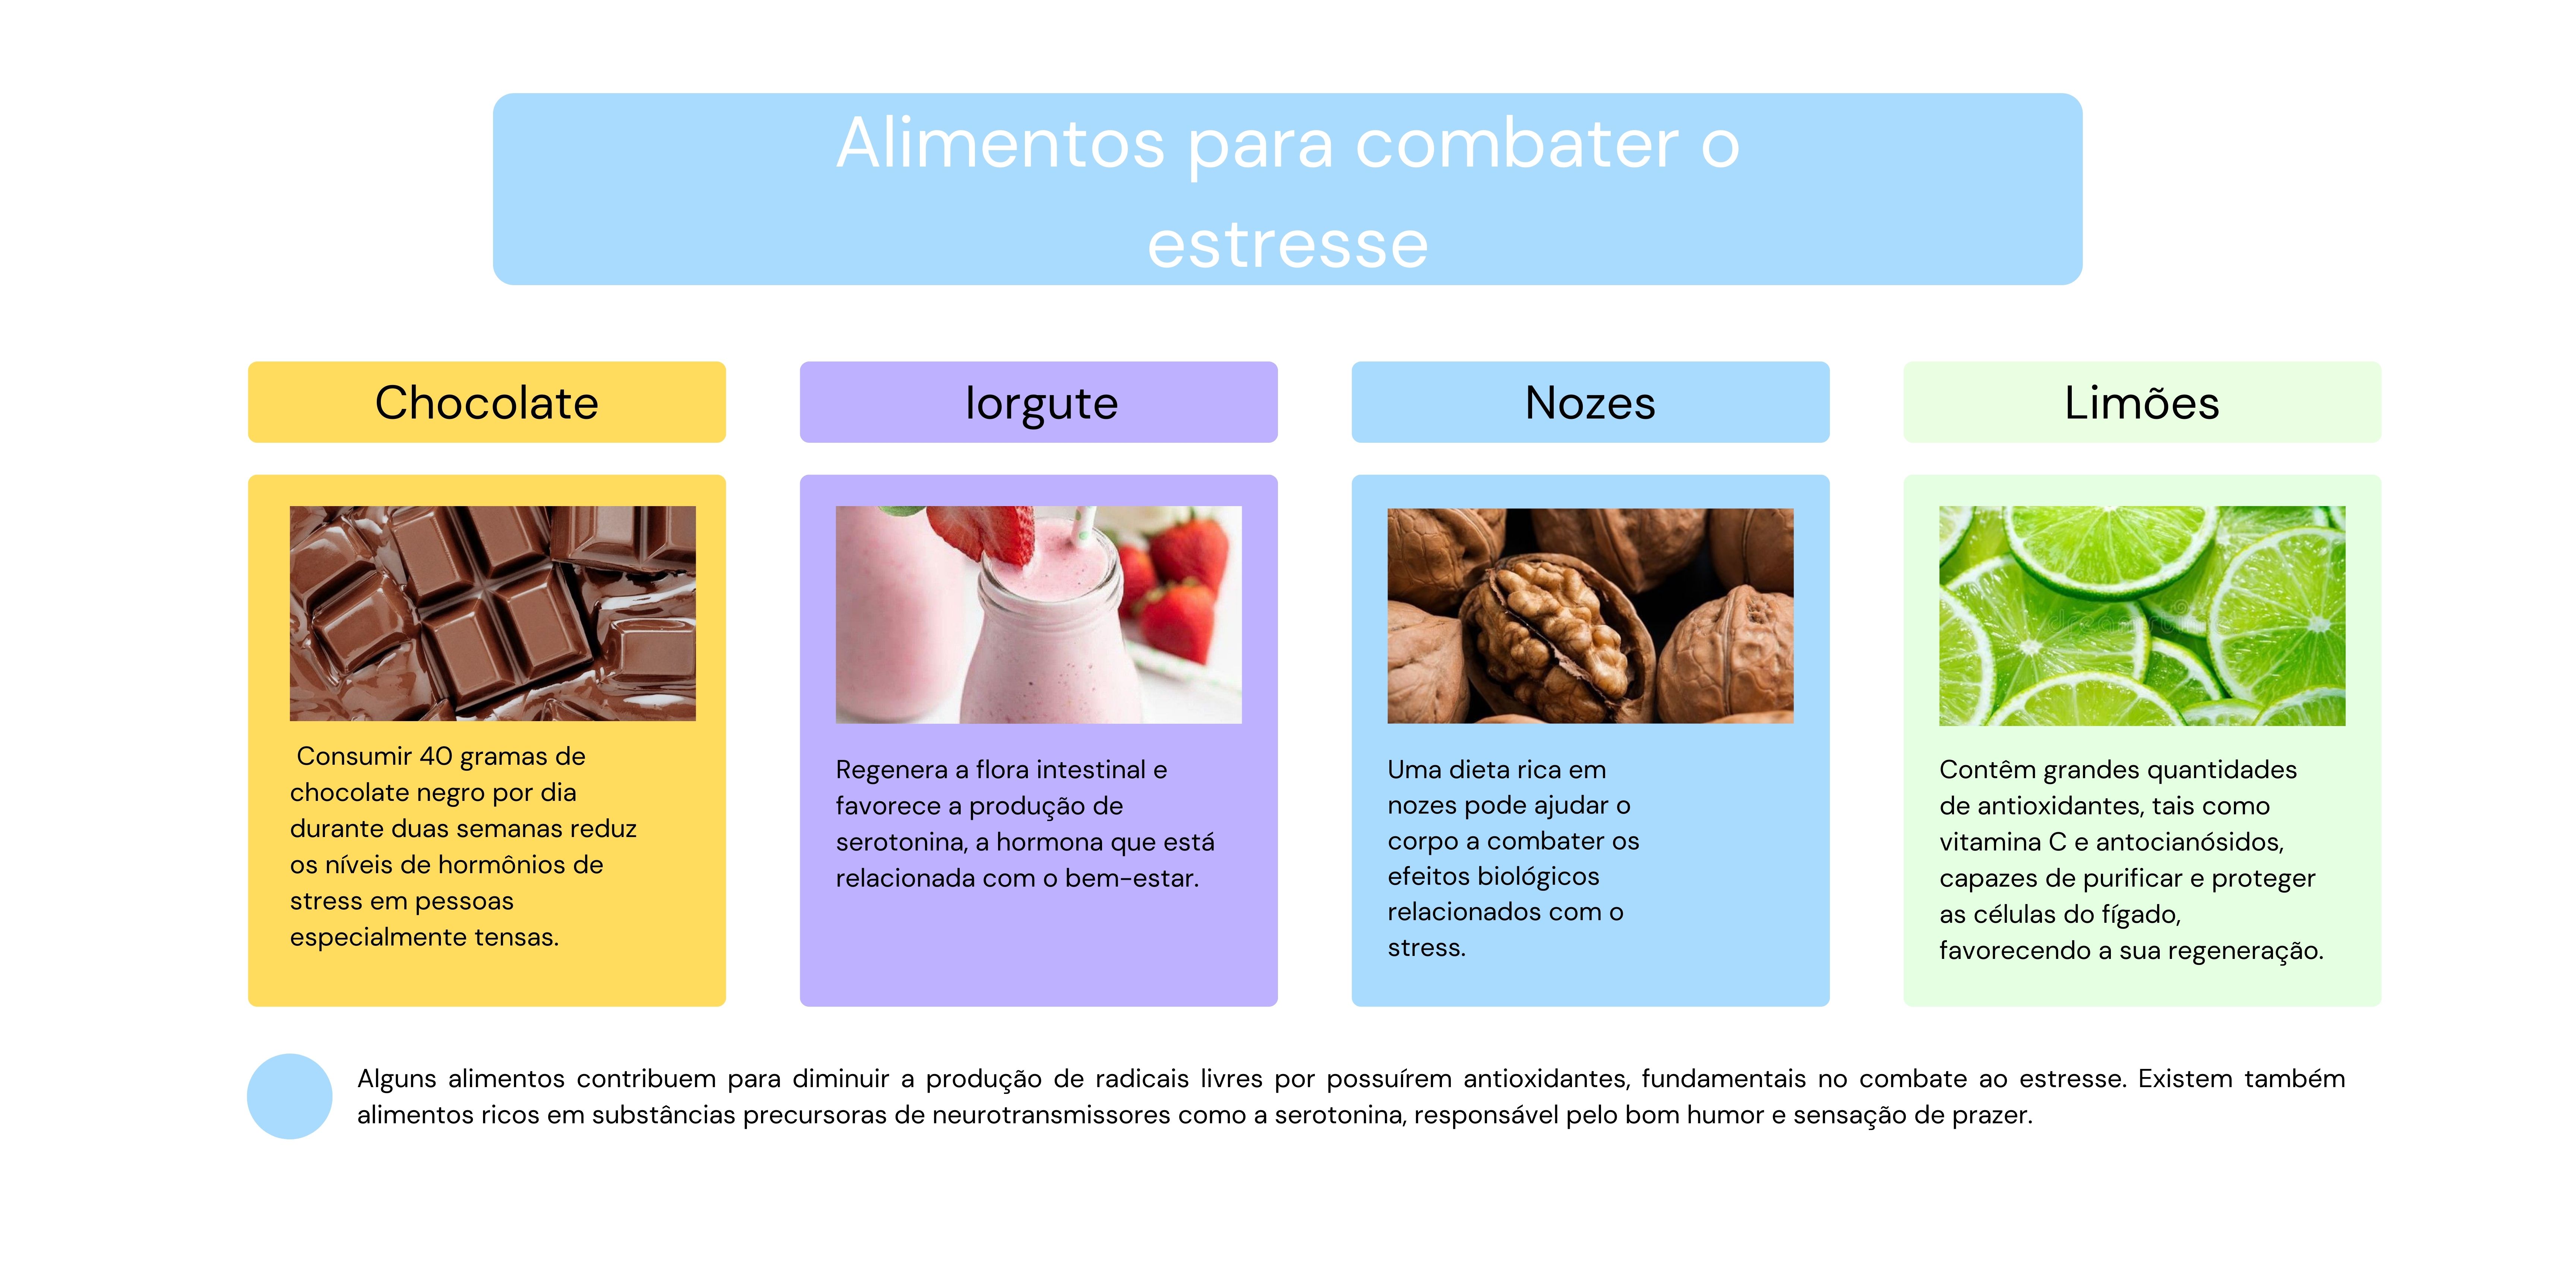 Alimentos para combater o
estresse
Chocolate
Iorgute
Nozes
Limões
Consumir 40 gramas de
chocolate negro por dia
durante duas semanas reduz
os níveis de hormônios de
stress em pessoas
especialmente tensas.
Regenera a flora intestinal e
favorece a produção de
serotonina, a hormona que está
relacionada com o bem-estar.
Uma dieta rica em
nozes pode ajudar o
corpo a combater os
efeitos biológicos
relacionados com o
stress.
Contêm grandes quantidades
de antioxidantes, tais como
vitamina C e antocianósidos,
capazes de purificar e proteger
as células do fígado,
favorecendo a sua regeneração.
Alguns alimentos contribuem para diminuir a produção de radicais livres por possuírem antioxidantes, fundamentais no combate ao estresse. Existem também
alimentos ricos em substâncias precursoras de neurotransmissores como a serotonina, responsável pelo bom humor e sensação de prazer.